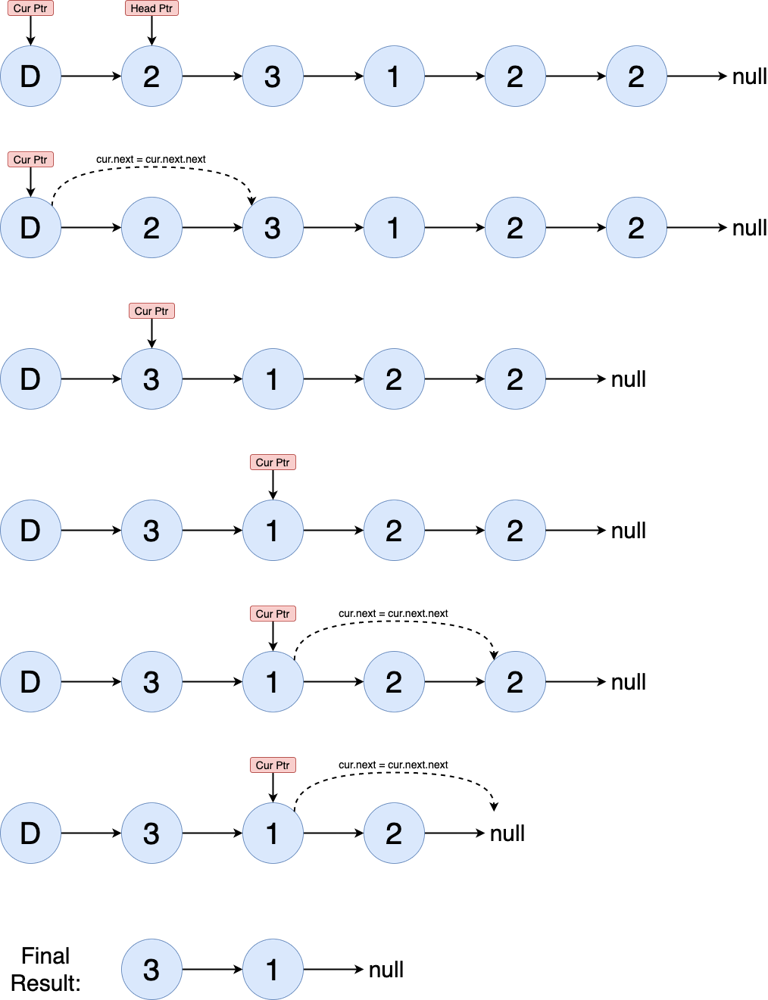 Cur Ptr Head Ptr
D 2 3 1 2 2 null
Cur Ptr cur.next = cur.next.next
D 2 3 1 2 2 null
Cur Ptr
D 3 1 2 2 null
Cur Ptr
D 3 1 2 2 null
Cur Ptr cur.next = cur.next.next
D 3 1 2 2 null
Cur Ptr cur.next = cur.next.next
D 3 1 2 null
Final
Result:
3 1 null